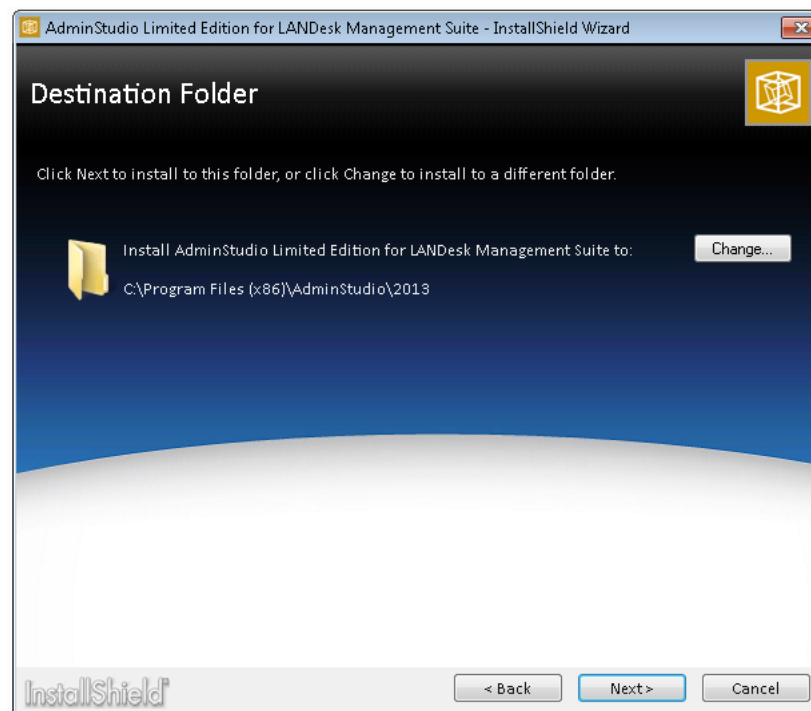 AdminStudio Limited Edition for LANDesk Management Suite - InstallShield Wizard
Destination Folder
Click Next to install to this folder, or click Change to install to a different folder.
Install AdminStudio Limited Edition for LANDesk Management Suite to:
Change...
C:\Program Files (x86)\AdminStudio\2013
InstallShield
< Back
Next >
Cancel